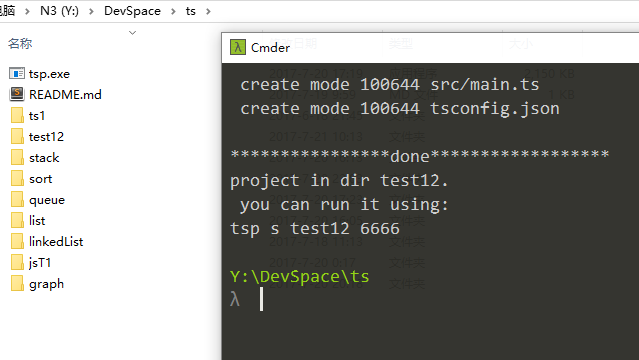 电脑 > N3 (Y:) > DevSpace > ts >
名称
tsp.exe
README.md
ts1
test12
stack
sort
queue
list
linkedList
jsT1
graph
λ Cmder
create mode 100644 src/main.ts
create mode 100644 tsconfig.json
****************done******************
project in dir test12.
you can run it using:
tsp s test12 6666
Y:\DevSpace\ts
λ